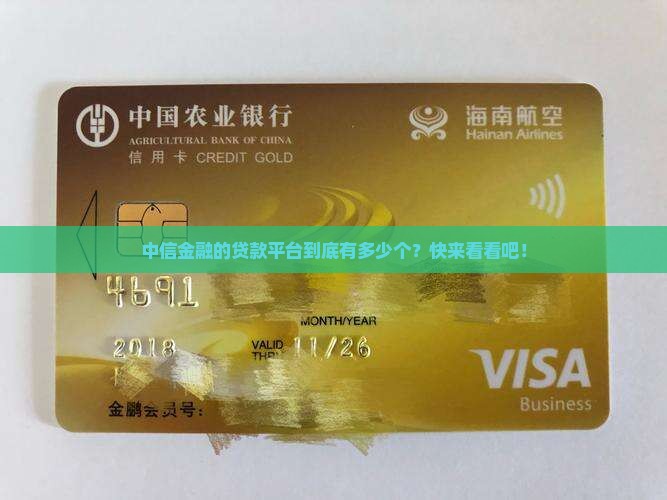 中国农业银行
AGRICULTURAL BANK OF CHINA
信用卡 CREDIT GOLD
海南航空
Hainan Airlines
中信金融的贷款平台到底有多少个？快来看看吧！
4691
MONTH/YEAR
2018
VALID
THRU 11/26
VISA
Business
金鹏会员号：